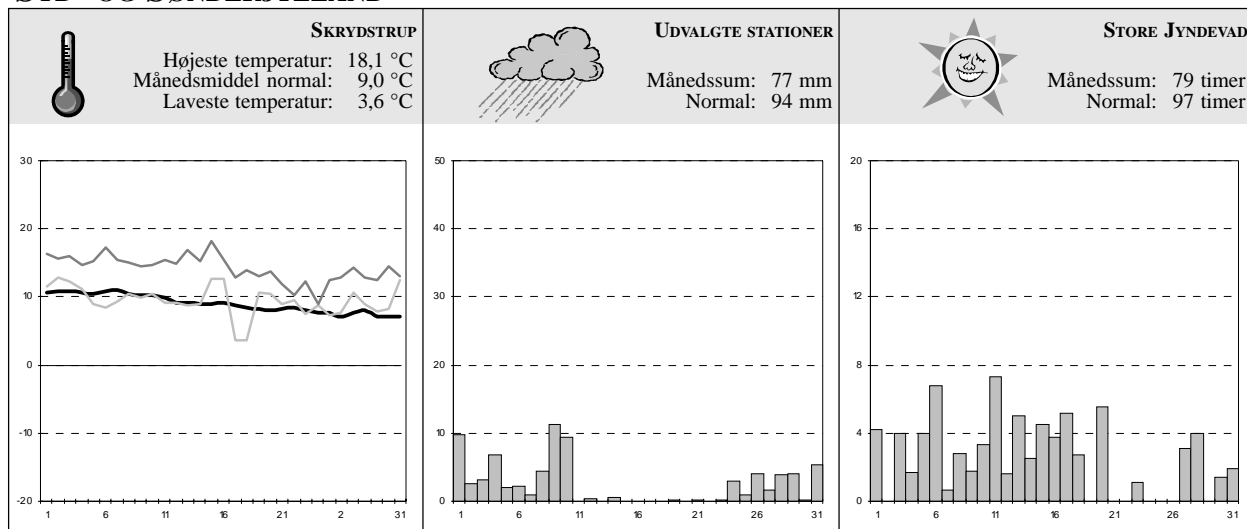 SYD- OG SØNDERJYLLAND
SKRYDSTRUP
Højeste temperatur: 18,1 °C
Månedsmiddel normal: 9,0 °C
Laveste temperatur: 3,6 °C
UDVALGTE STATIONER
Månedssum: 77 mm
Normal: 94 mm
STORE JYNDEVAD
Månedssum: 79 timer
Normal: 97 timer
30
20
10
0
-10
-20
1 6 11 16 21 2 31
50
40
30
20
10
0
1 6 11 16 21 26 31
20
16
12
8
4
0
1 6 11 16 21 26 31